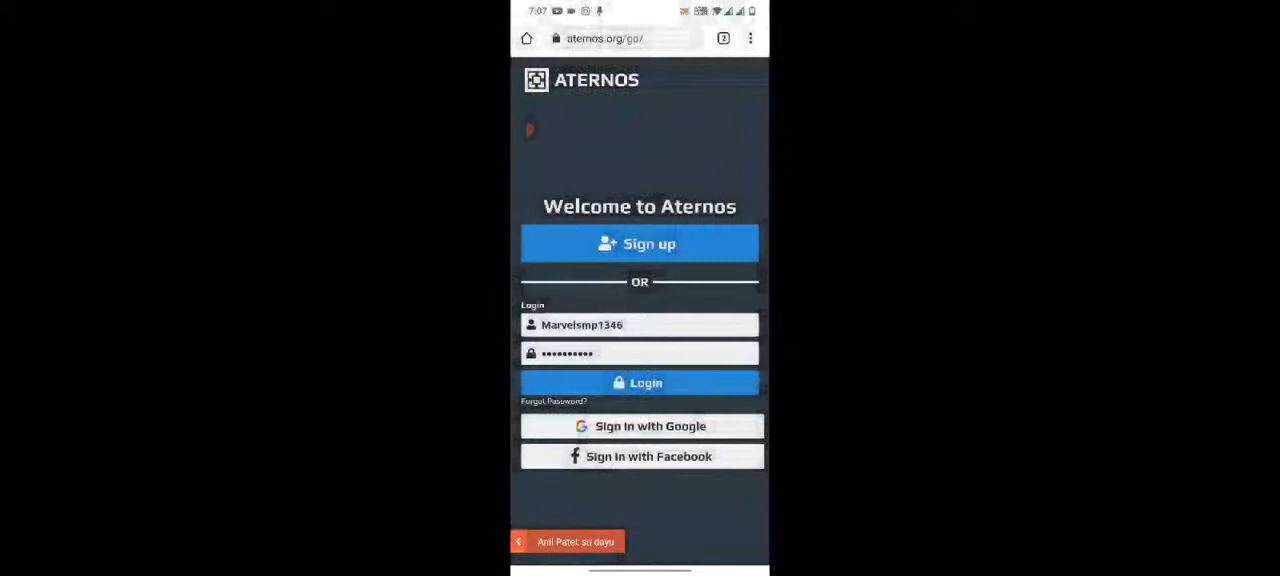 7:07
aternos.org/go/
2
ATERNOS
Welcome to Aternos
Sign up
OR
Login
Marvelsmp1346
••••••••••
Login
Forgot Password?
Sign in with Google
Sign in with Facebook
Anil Patel: su dayu